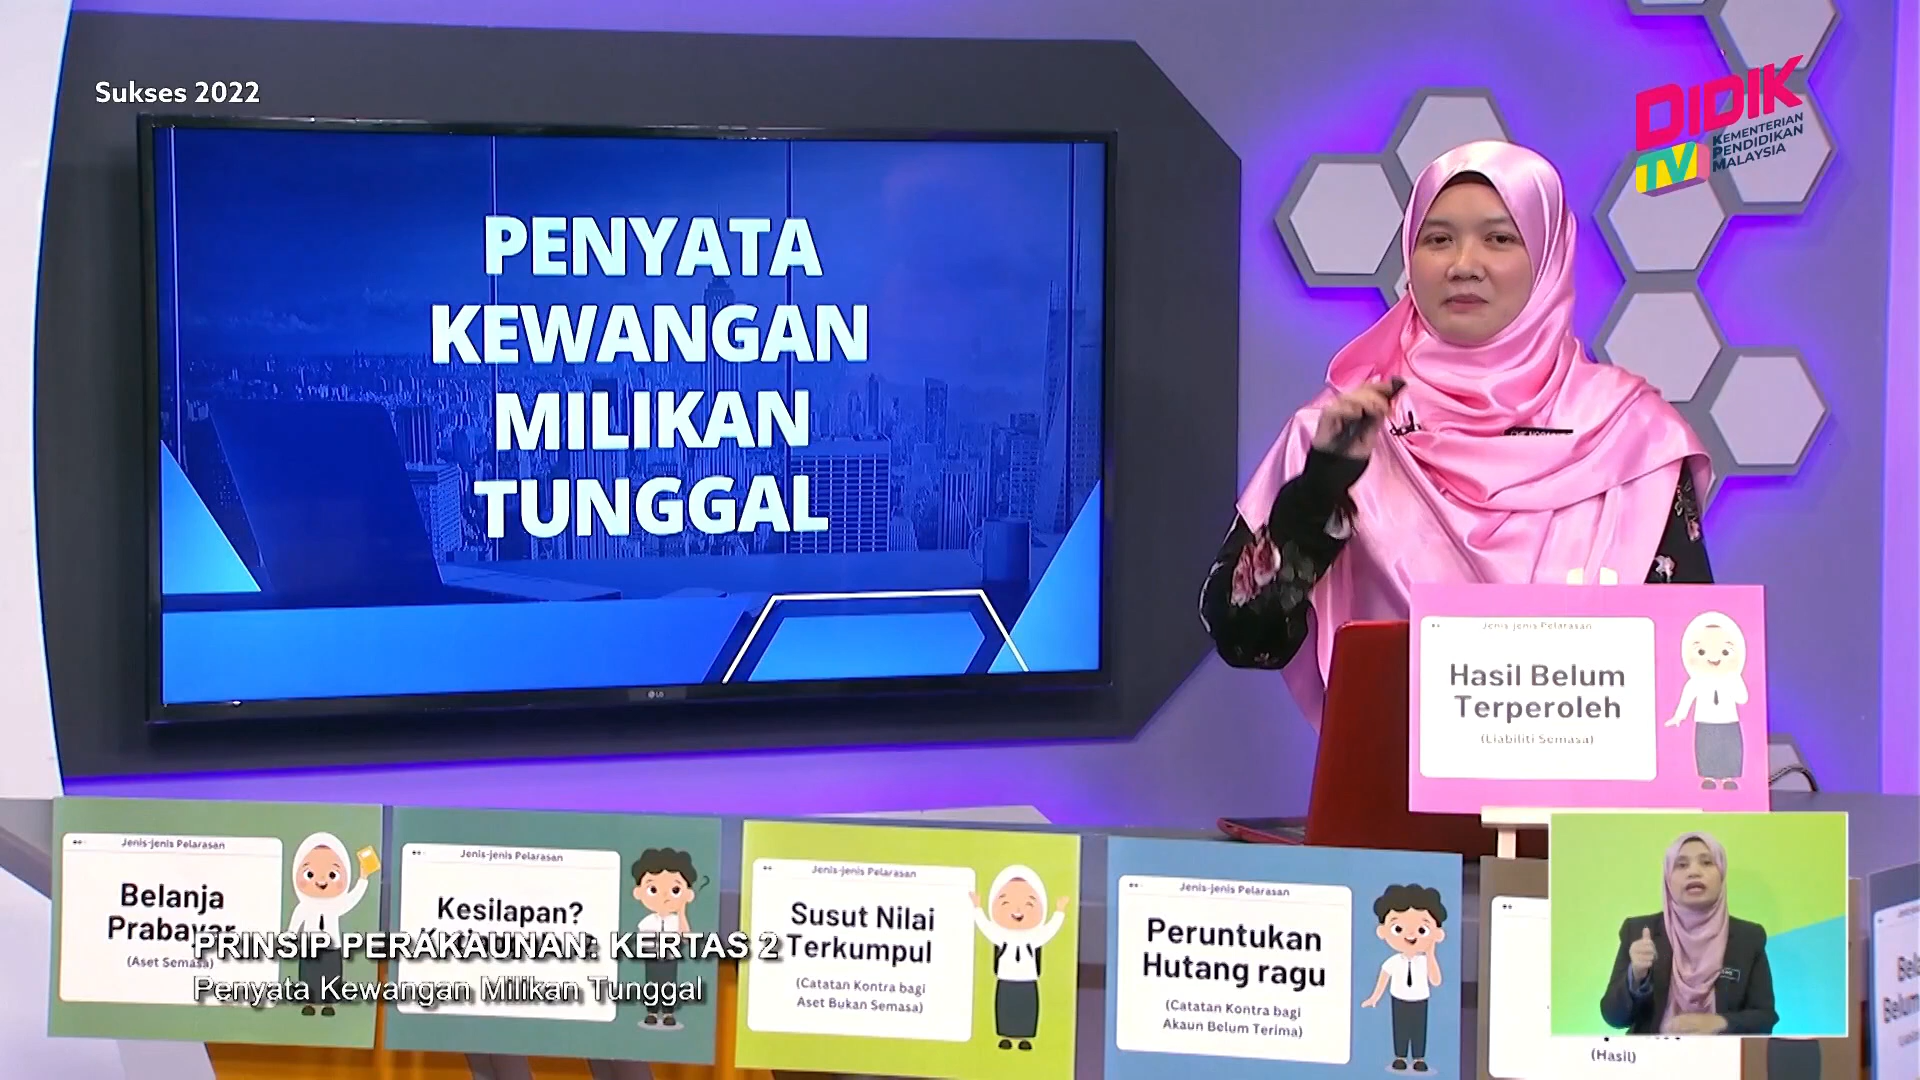 Sukses 2022
DIDIK
TV
KEMENTERIAN
PENDIDIKAN
MALAYSIA
PENYATA
KEWANGAN
MILIKAN
TUNGGAL
LG
Jenis-jenis Pelarasan
Hasil Belum
Terperoleh
(Liabiliti Semasa)
Jenis-jenis Pelarasan
Belanja
Prabayar
(Aset Semasa)
Jenis-jenis Pelarasan
Kesilapan?
Jenis-jenis Pelarasan
Susut Nilai
Terkumpul
(Catatan Kontra bagi
Aset Bukan Semasa)
Jenis-jenis Pelarasan
Peruntukan
Hutang ragu
(Catatan Kontra bagi
Akaun Belum Terima)
(Hasil)
PRINSIP PERAKAUNAN: KERTAS 2
Penyata Kewangan Milikan Tunggal